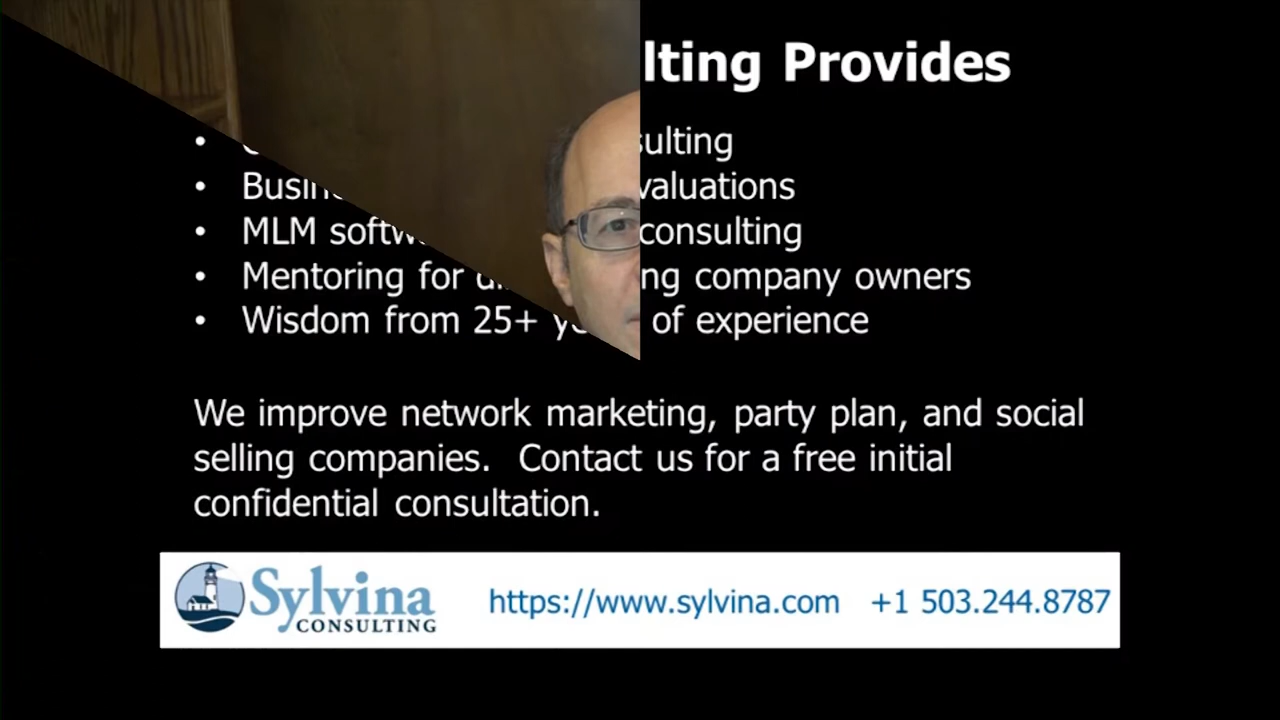 lting Provides
• sulting
• Busin valuations
• MLM softw consulting
• Mentoring for ng company owners
• Wisdom from 25+ of experience
We improve network marketing, party plan, and social
selling companies. Contact us for a free initial
confidential consultation.
Sylvina
CONSULTING
https://www.sylvina.com +1 503.244.8787